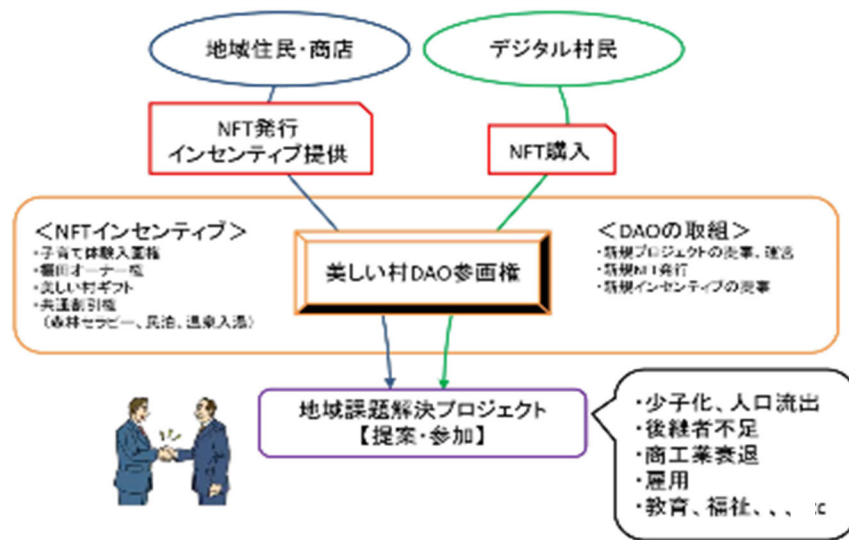 地域住民・商店
デジタル村民
NFT発行
インセンティブ提供
NFT購入
<NFTインセンティブ>
・子育て体験入園権
・棚田オーナー権
・美しい村ギフト
・共通割引権
(森林セラピー、民泊、温泉入湯)
美しい村DAO参画権
<DAOの取組>
・新規プロジェクトの提案、運営
・新規NFT発行
・新規インセンティブの提案
地域課題解決プロジェクト
【提案・参加】
・少子化、人口流出
・後継者不足
・商工業衰退
・雇用
・教育、福祉、、、